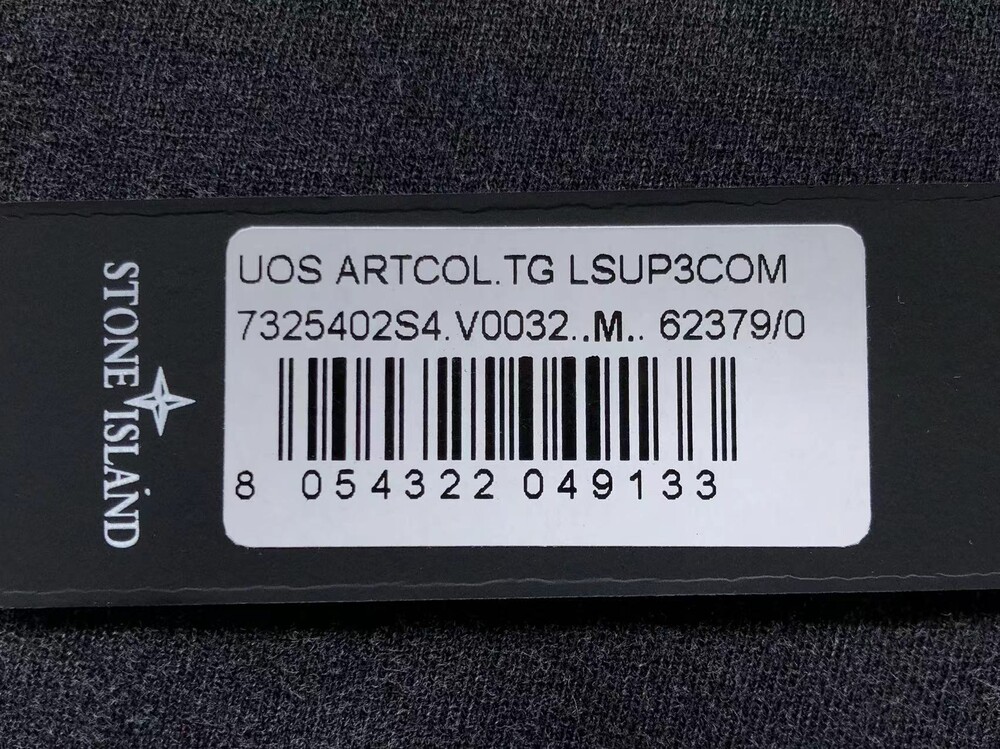 STONE ISLAND
UOS ARTCOL.TG LSUP3COM
7325402S4.V0032..M.. 62379/0
8 054322 049133